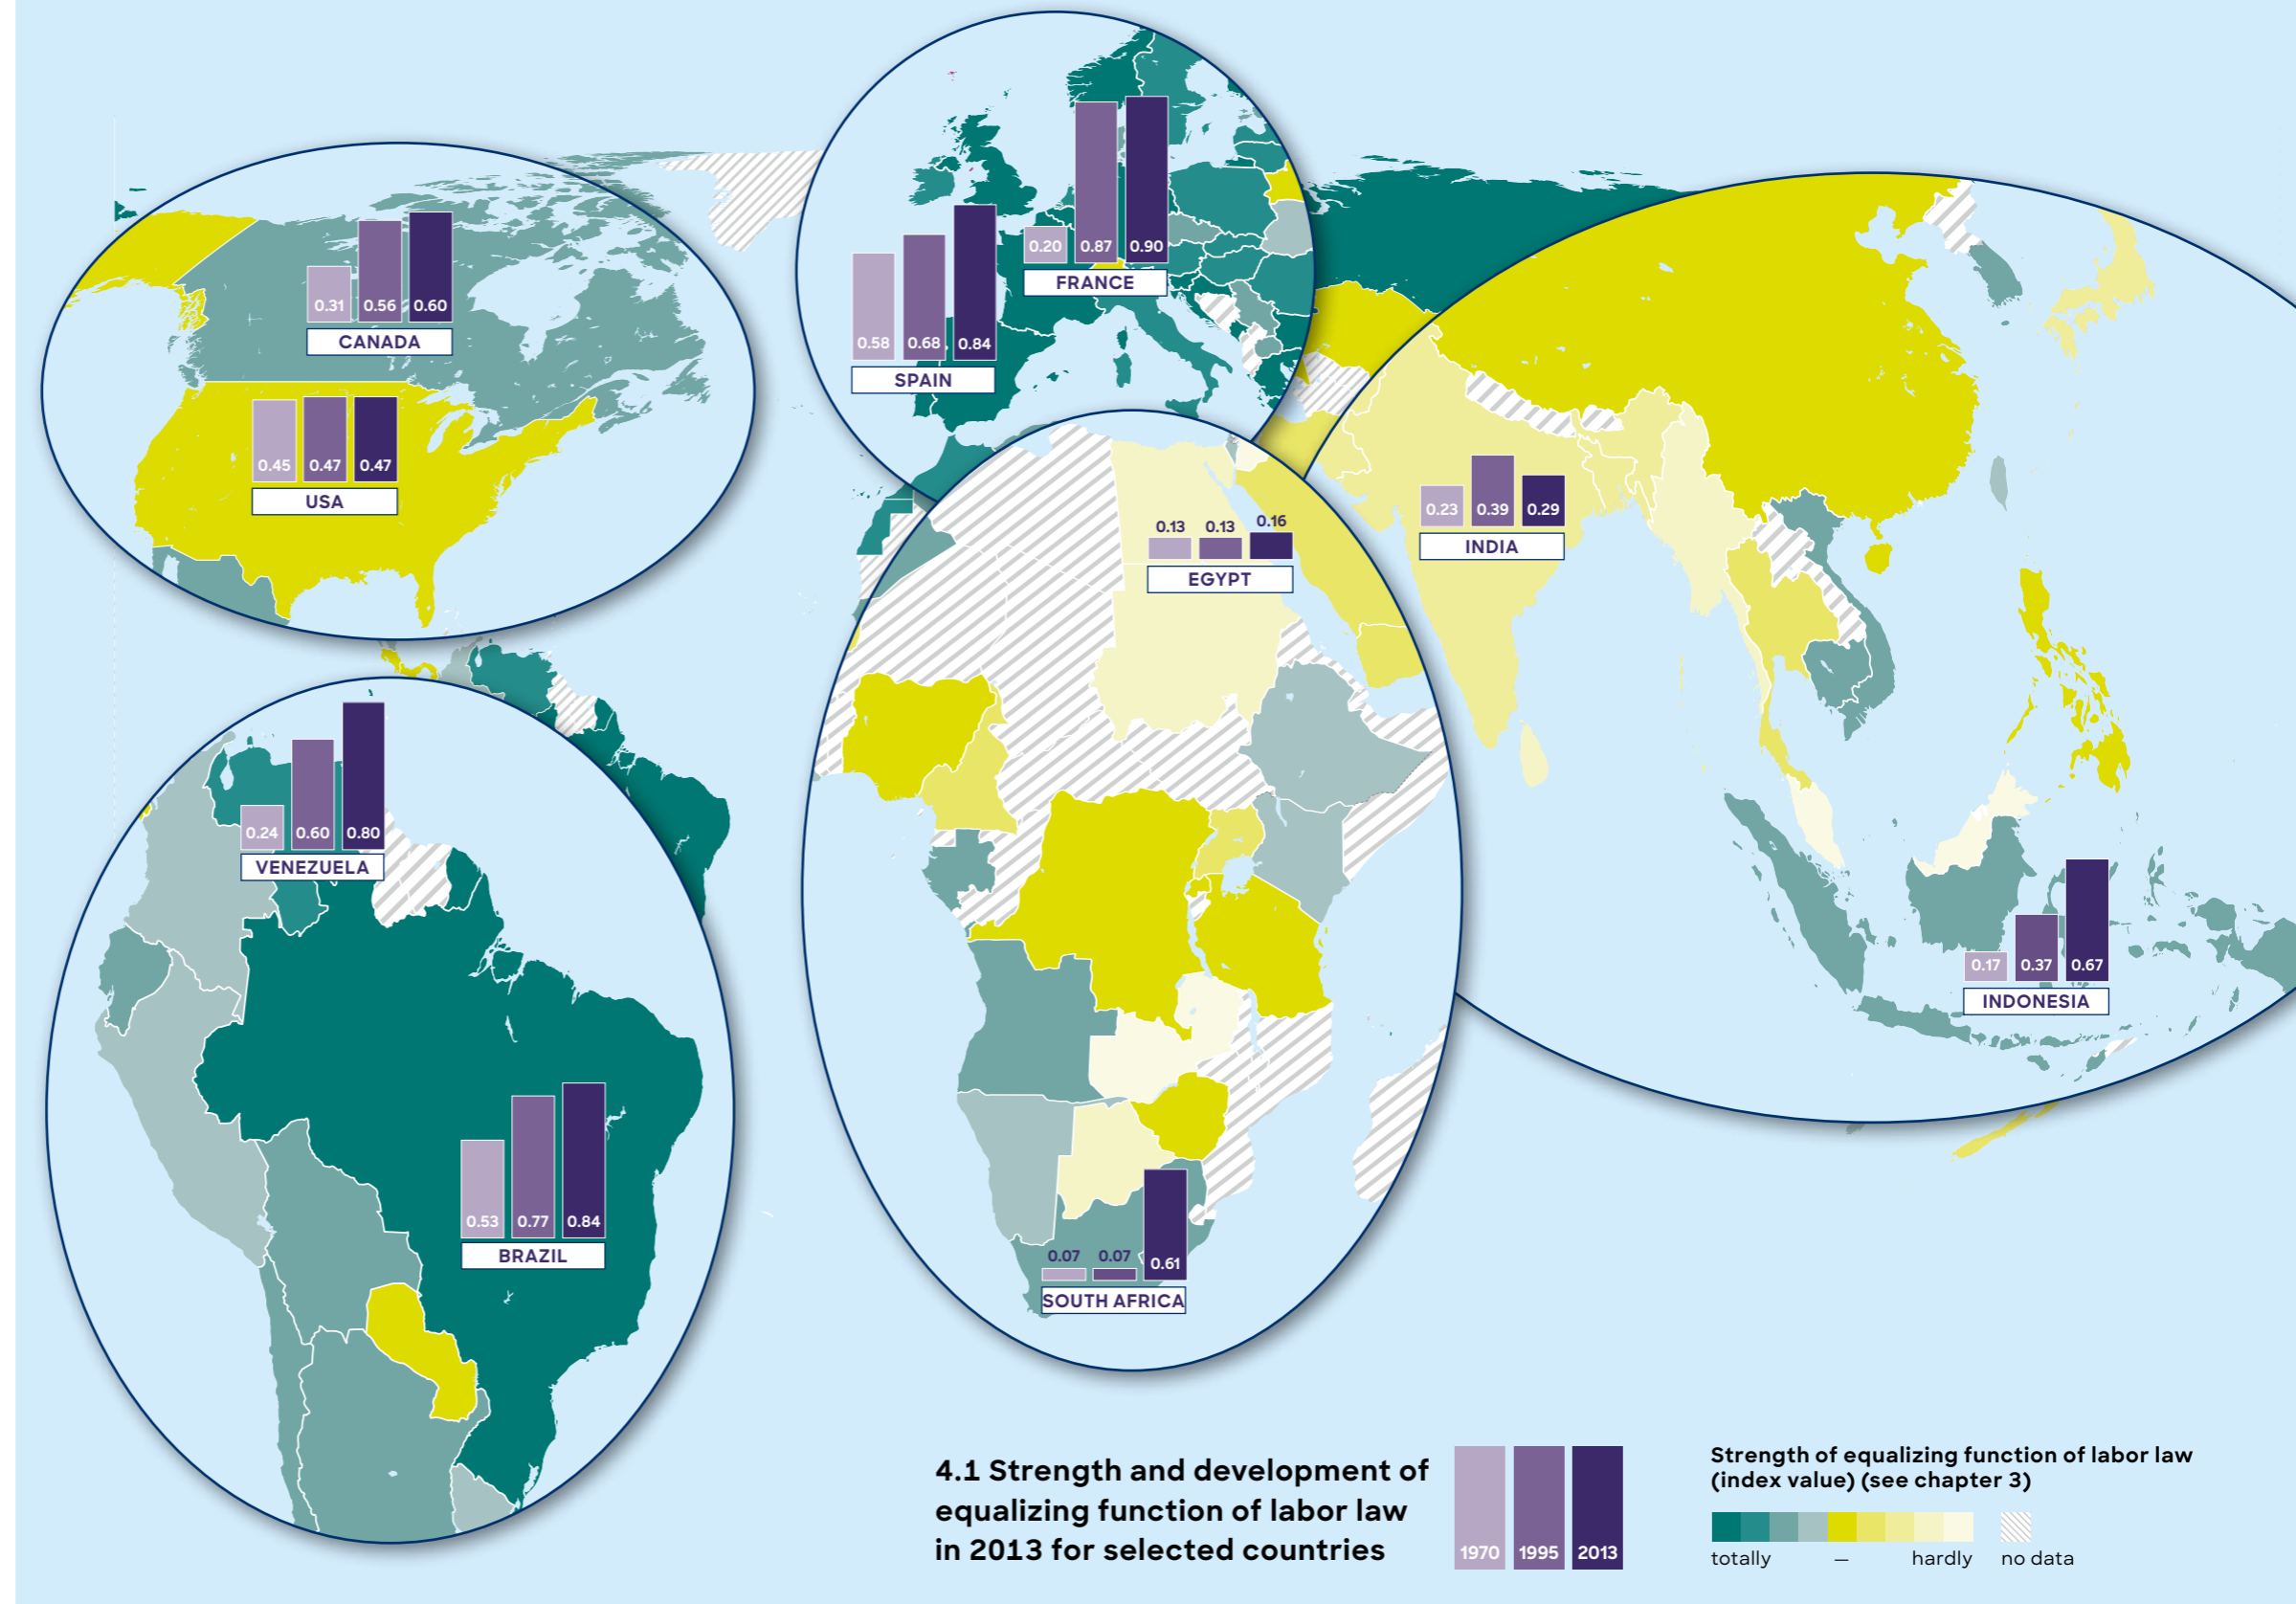 0.31 0.56 0.60
CANADA
0.45 0.47 0.47
USA
0.20 0.87 0.90
FRANCE
0.58 0.68 0.84
SPAIN
0.13 0.13 0.16
EGYPT
0.23 0.39 0.29
INDIA
0.24 0.60 0.80
VENEZUELA
0.17 0.37 0.67
INDONESIA
0.53 0.77 0.84
BRAZIL
0.07 0.07 0.61
SOUTH AFRICA
4.1 Strength and development of
equalizing function of labor law
in 2013 for selected countries
1970 1995 2013
Strength of equalizing function of labor law
(index value) (see chapter 3)
totally – hardly no data